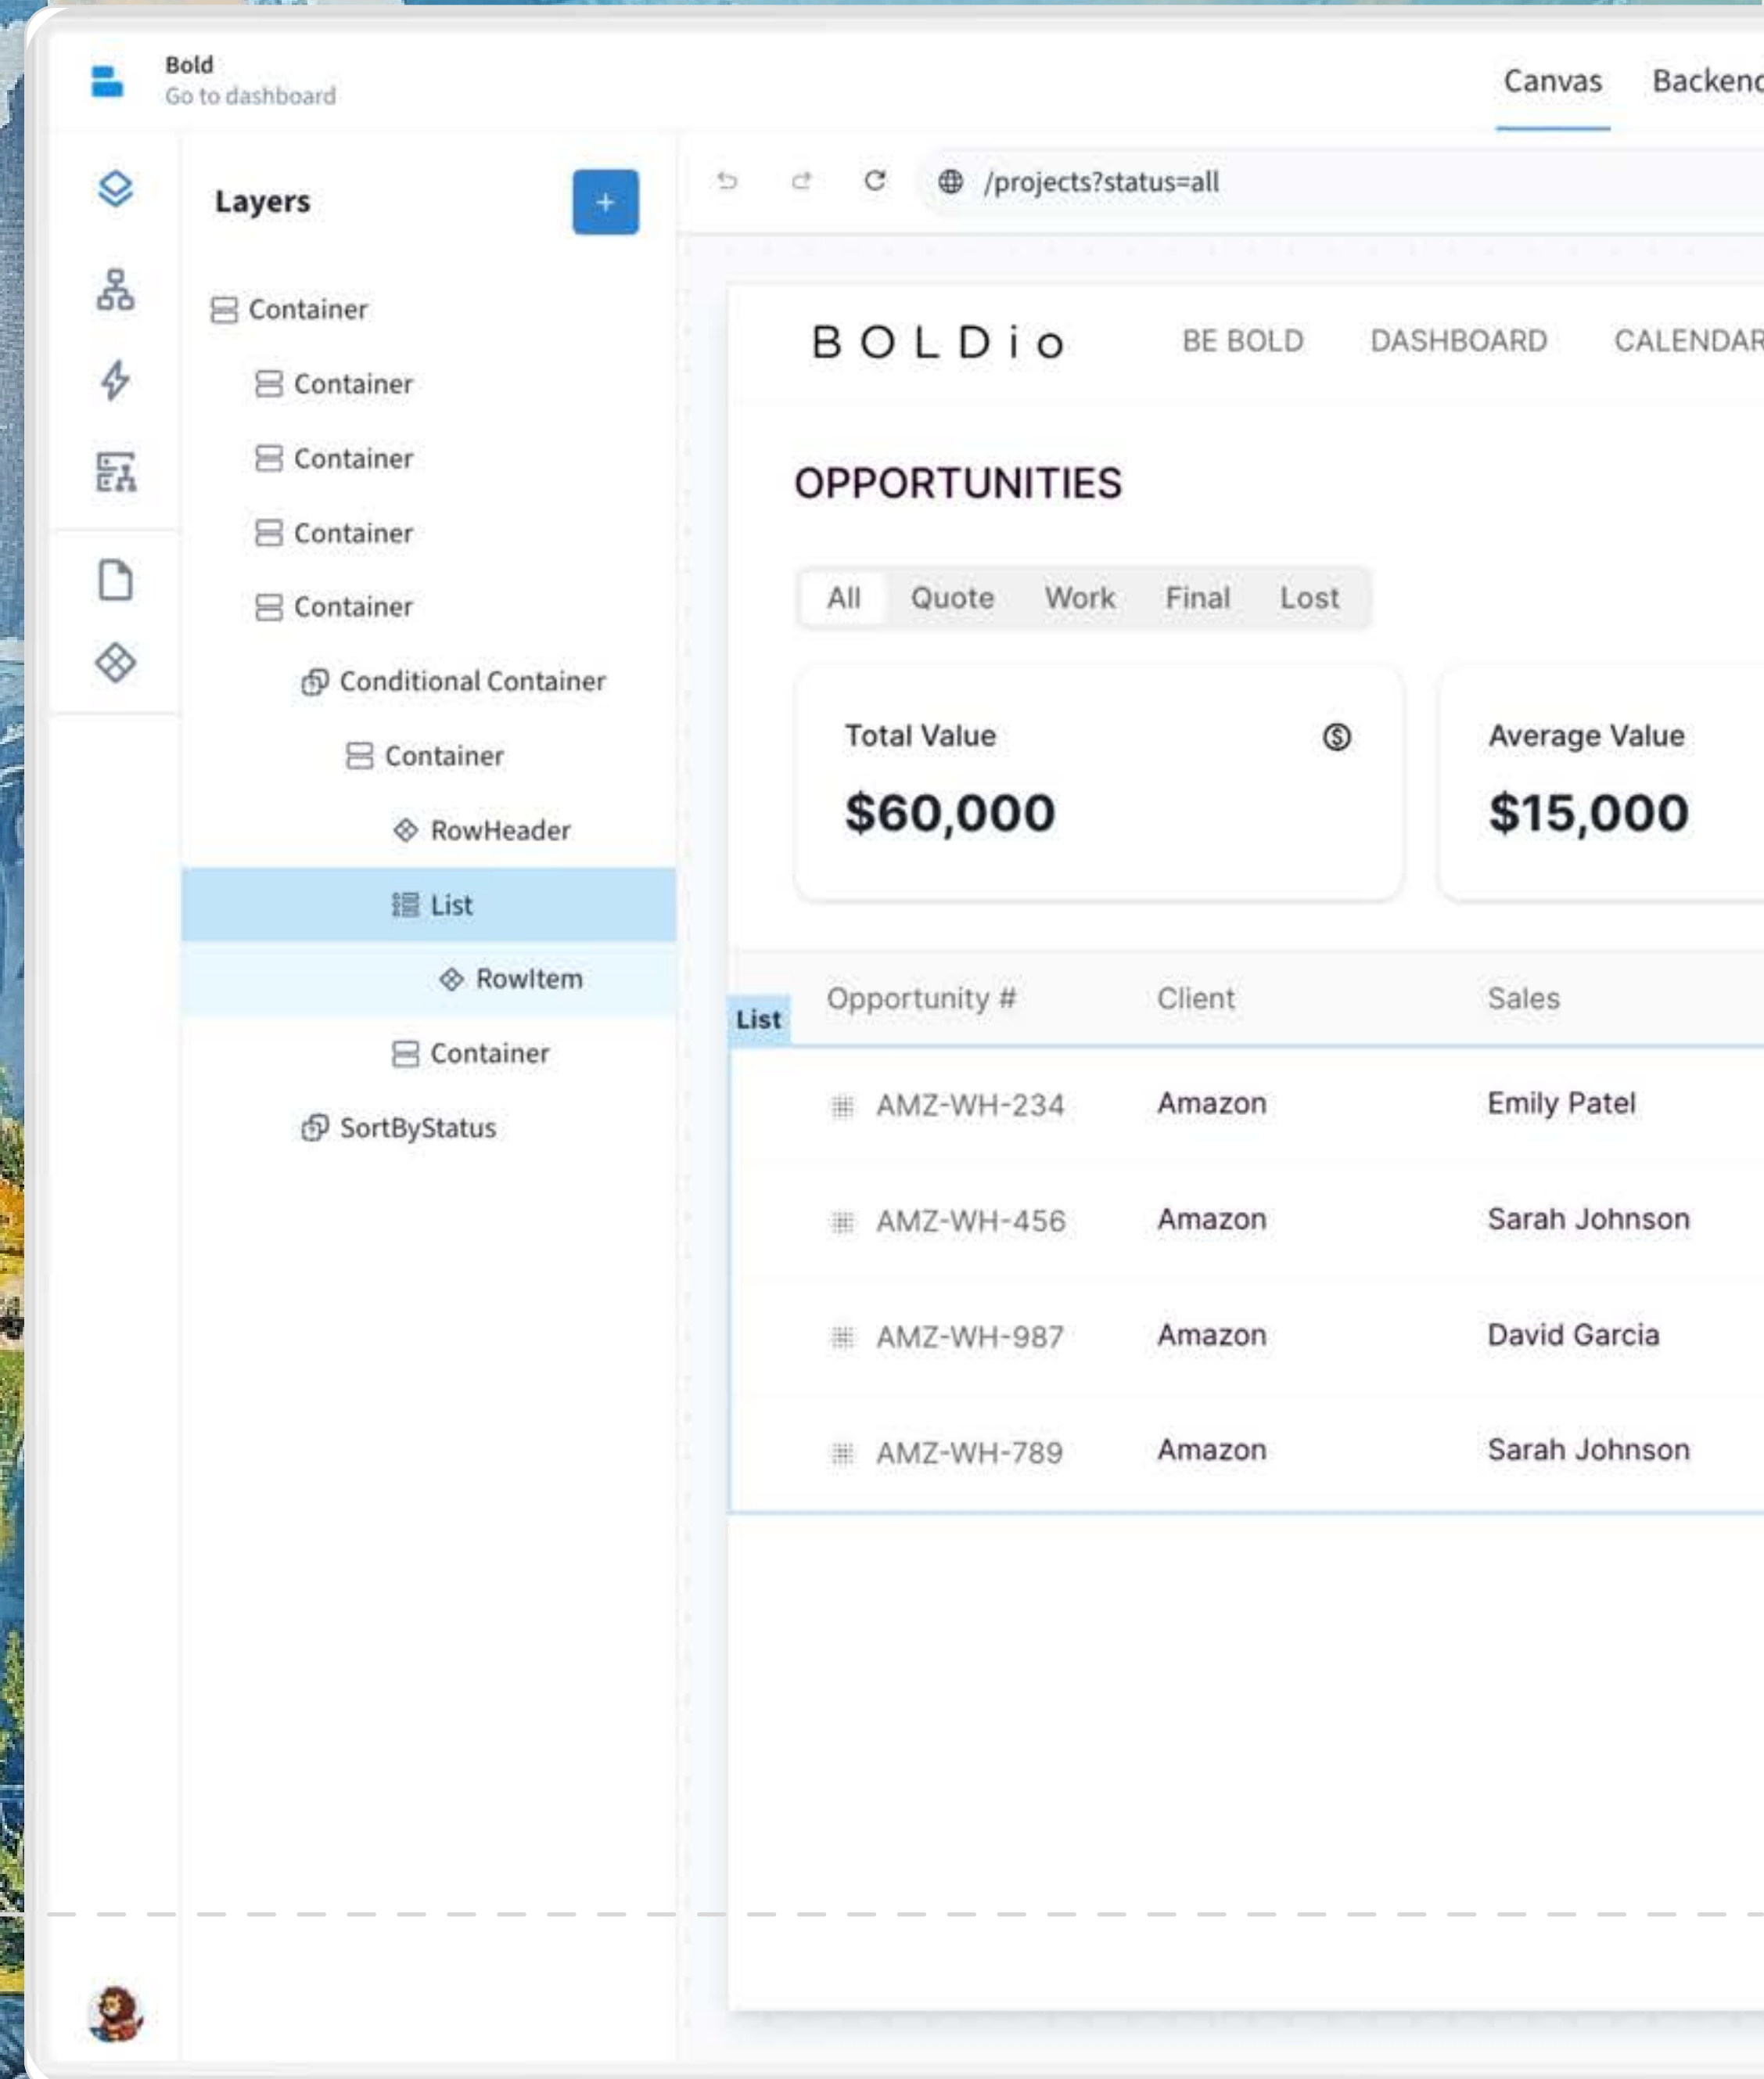 Bold
Go to dashboard
Canvas Backend
Layers
+
/projects?status=all
Container
Container
Container
Container
Container
Conditional Container
Container
RowHeader
List
RowItem
Container
SortByStatus
BOLDio BE BOLD DASHBOARD CALENDAR
OPPORTUNITIES
All Quote Work Final Lost
Total Value
$60,000
Average Value
$15,000
List
Opportunity # Client Sales
AMZ-WH-234 Amazon Emily Patel
AMZ-WH-456 Amazon Sarah Johnson
AMZ-WH-987 Amazon David Garcia
AMZ-WH-789 Amazon Sarah Johnson